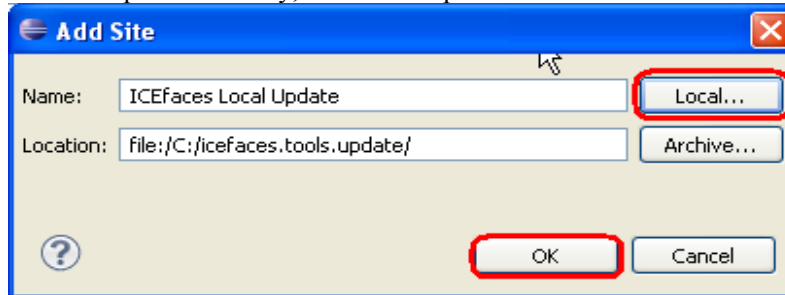 Add Site
Name: ICEfaces Local Update Local...
Location: file:/C:/icefaces.tools.update/ Archive...
? OK Cancel